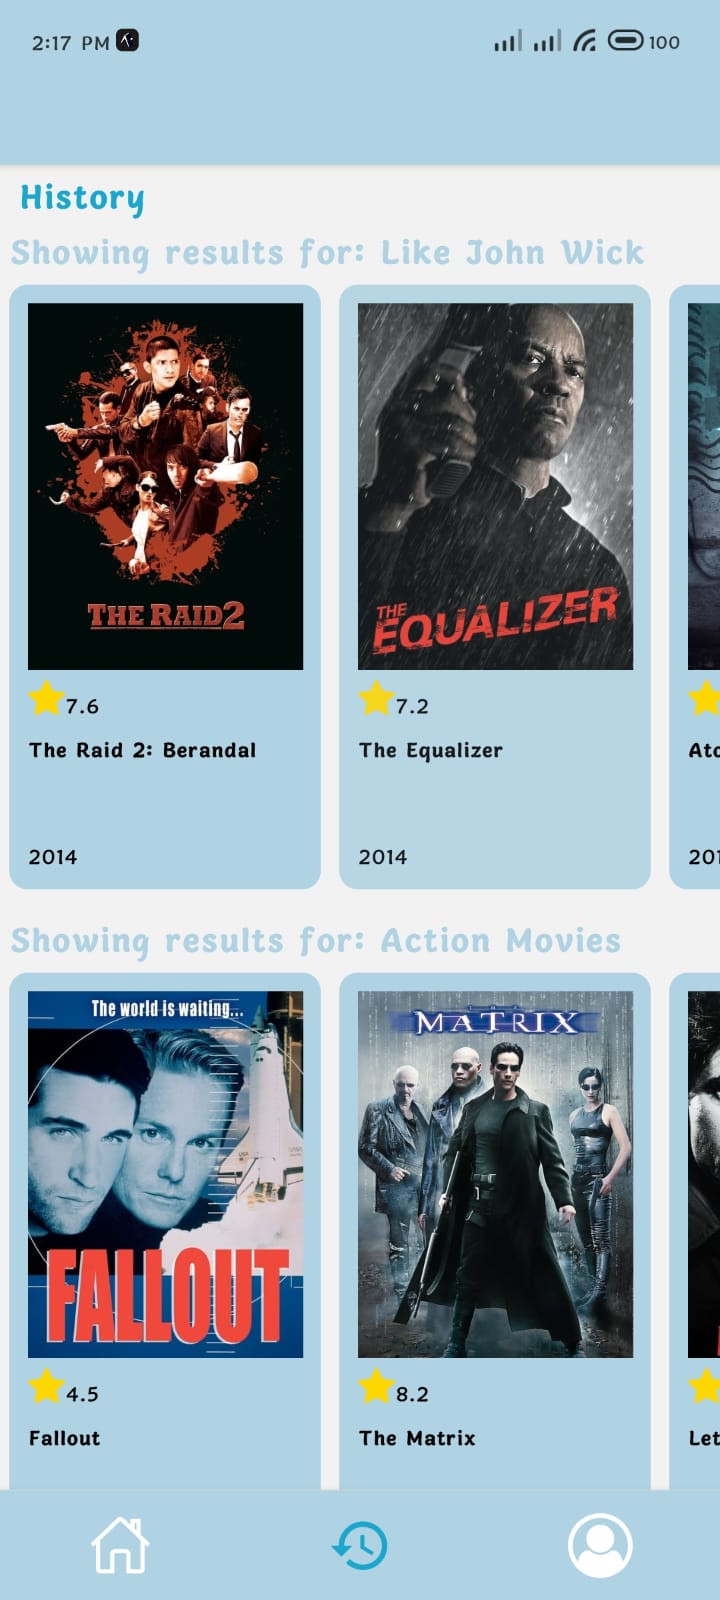 2:17 PM
100
History
Showing results for: Like John Wick
THE RAID 2
THE
EQUALIZER
7.6
7.2
The Raid 2: Berandal
The Equalizer
Ato
2014
2014
201
Showing results for: Action Movies
The world is waiting...
FALLOUT
THE
MATRIX
USA
4.5
8.2
Fallout
The Matrix
Let